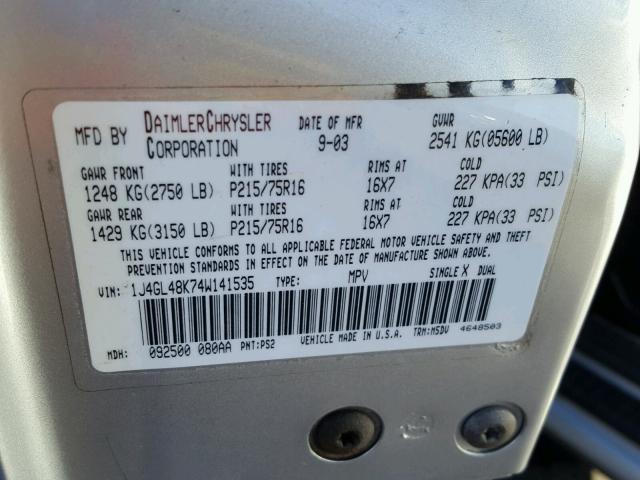 MFD BY DAIMLERCHRYSLER CORPORATION DATE OF MFR 9-03 GVWR 2541 KG(05600 LB)
GAWR FRONT WITH TIRES RIMS AT COLD
1248 KG(2750 LB) P215/75R16 16X7 227 KPA(33 PSI)
GAWR REAR WITH TIRES RIMS AT COLD
1429 KG(3150 LB) P215/75R16 16X7 227 KPA(33 PSI)
THIS VEHICLE CONFORMS TO ALL APPLICABLE FEDERAL MOTOR VEHICLE SAFETY AND THEFT
PREVENTION STANDARDS IN EFFECT ON THE DATE OF MANUFACTURE SHOWN ABOVE.
VIN: 1J4GL48K74W141535 TYPE: MPV SINGLE X DUAL
MDH: 092500 080AA PNT:PS2 VEHICLE MADE IN U.S.A. TRM:M5DV 4648503